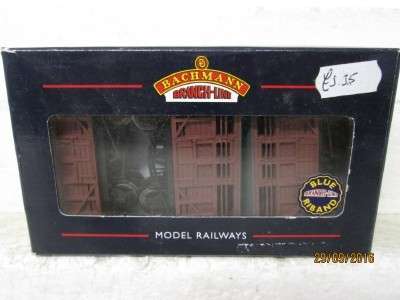 BACHMANN
BRANCH-LINE
£3.35
BLUE
RIBAND
MODEL RAILWAYS
29/09/2016